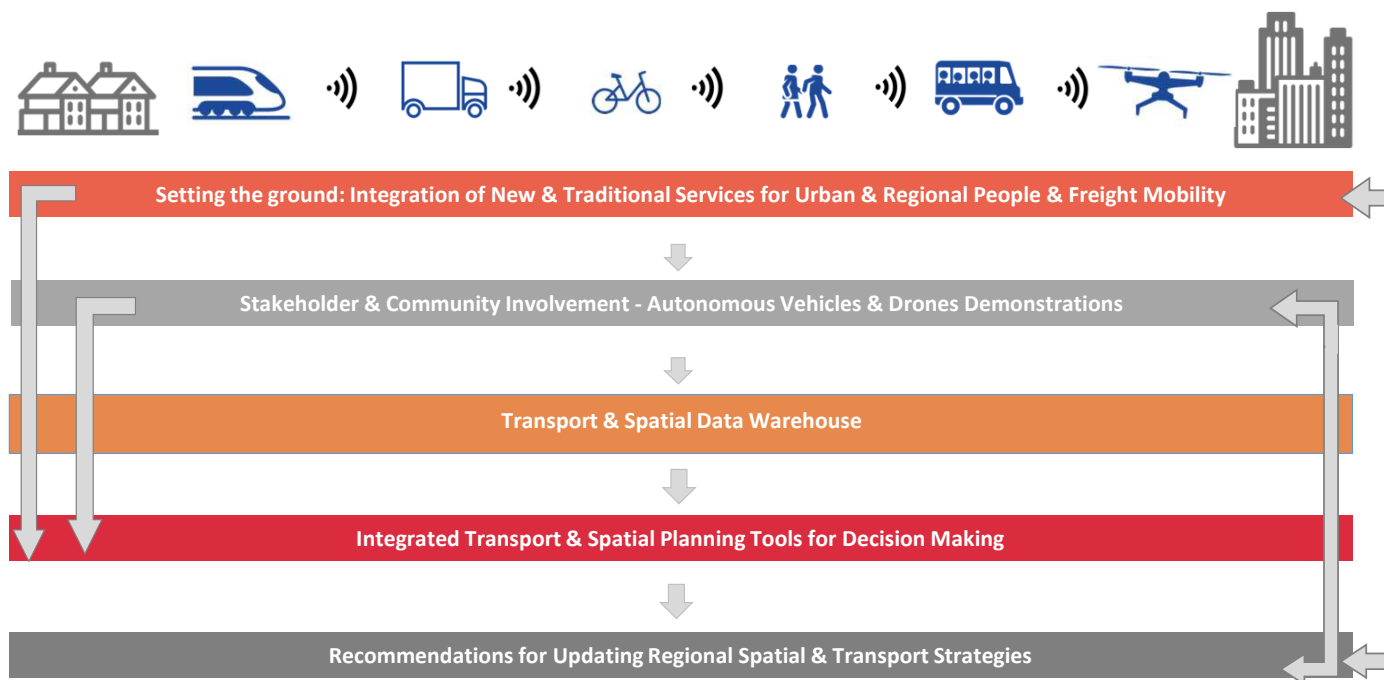 Setting the ground: Integration of New & Traditional Services for Urban & Regional People & Freight Mobility
Stakeholder & Community Involvement - Autonomous Vehicles & Drones Demonstrations
Transport & Spatial Data Warehouse
Integrated Transport & Spatial Planning Tools for Decision Making
Recommendations for Updating Regional Spatial & Transport Strategies